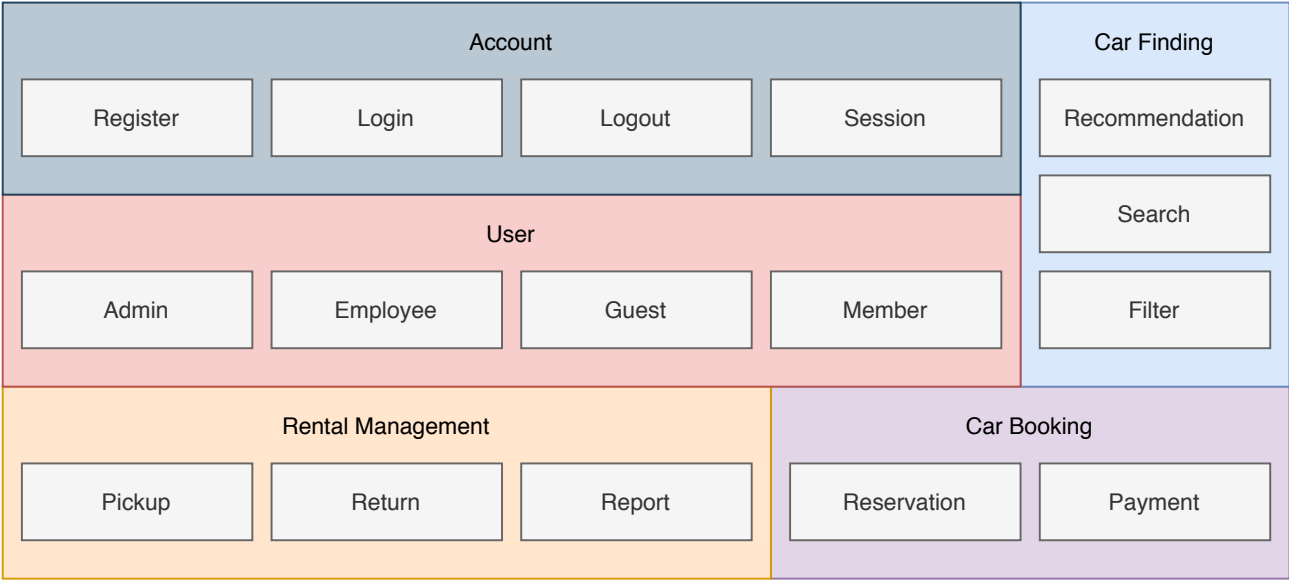 Account
Register
Login
Logout
Session
Car Finding
Recommendation
Search
Filter
User
Admin
Employee
Guest
Member
Rental Management
Pickup
Return
Report
Car Booking
Reservation
Payment